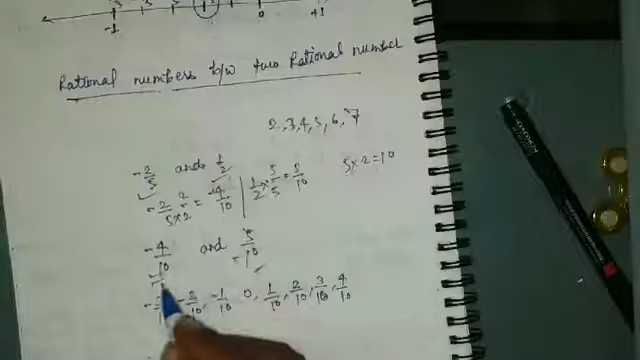 -1 0 +1
Rational numbers b/w two Rational number
2, 3, 4, 5, 6, 7
-2/5 and 1/2 5×2=10
-2/5×2/2 = -4/10 | 1/2×5/5 = 5/10
-4/10 and 5/10
-2/10, -1/10 0, 1/10, 2/10, 3/10, 4/10